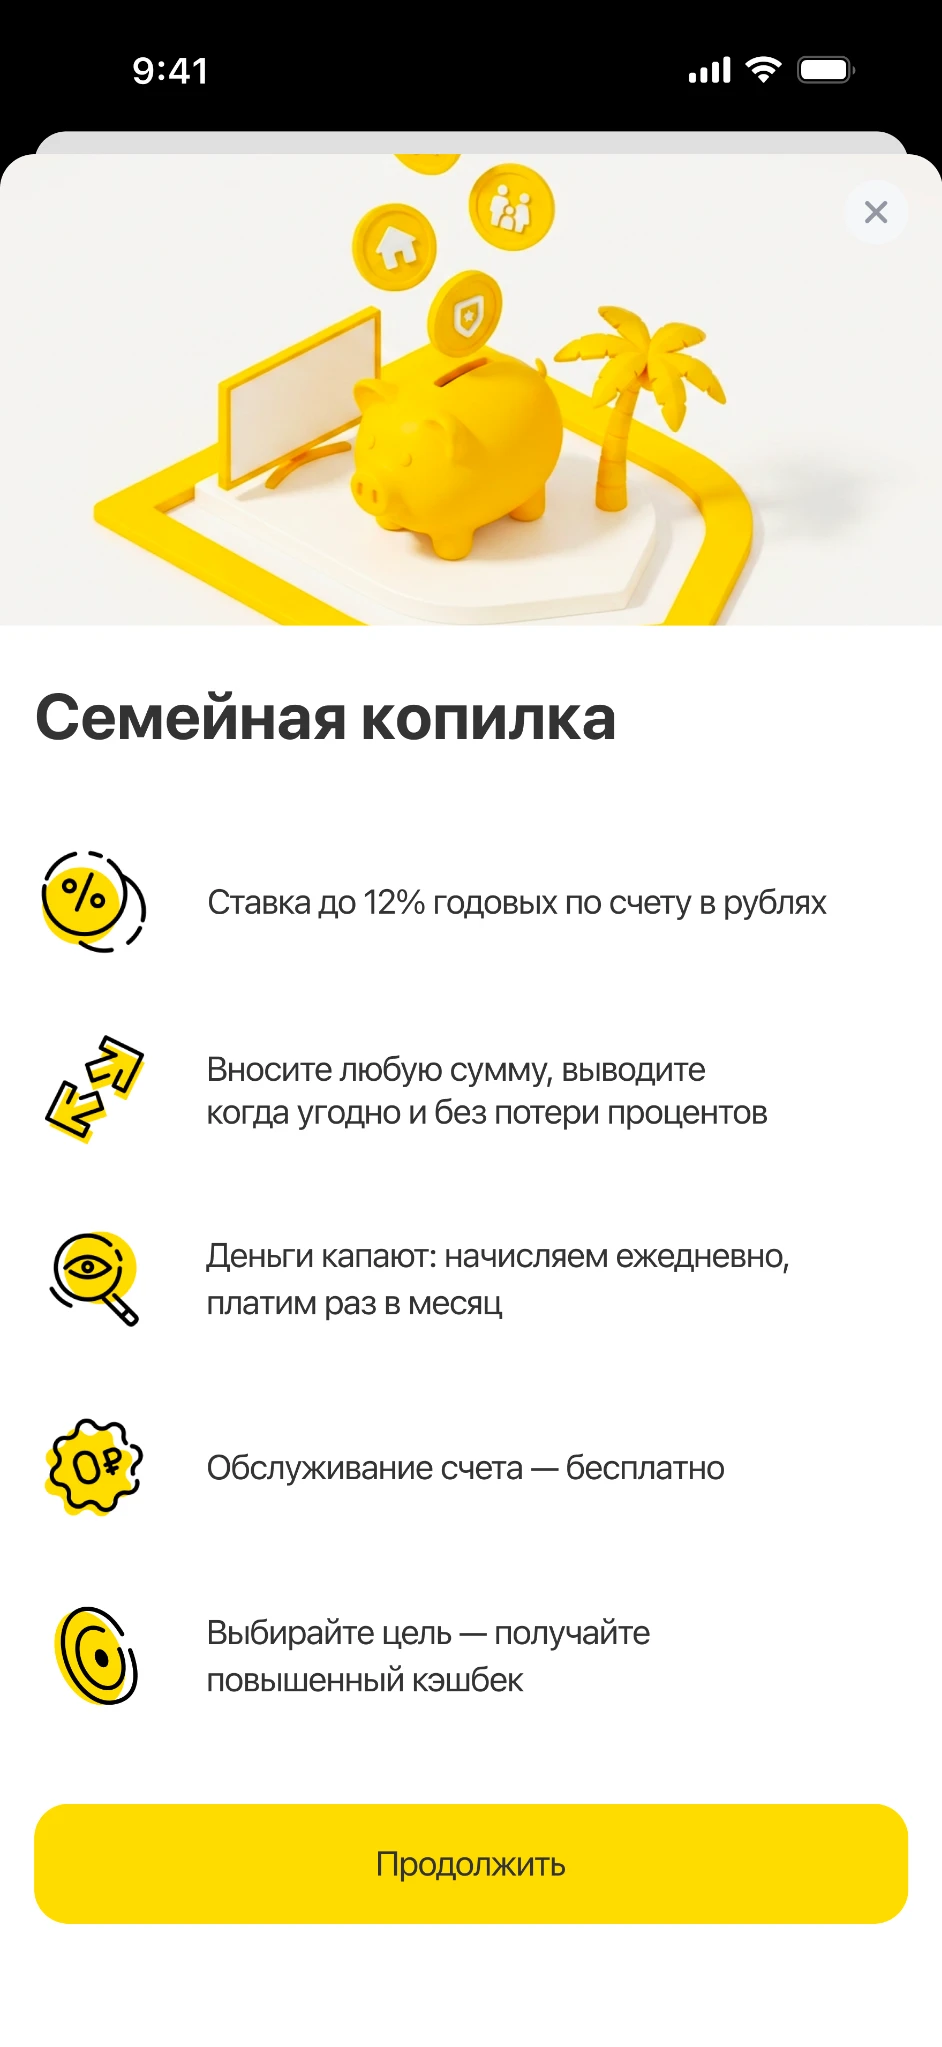 9:41
Семейная копилка
%
Ставка до 12% годовых по счету в рублях
Вносите любую сумму, выводите
когда угодно и без потери процентов
Деньги капают: начисляем ежедневно,
платим раз в месяц
0₽
Обслуживание счета — бесплатно
Выбирайте цель — получайте
повышенный кэшбек
Продолжить